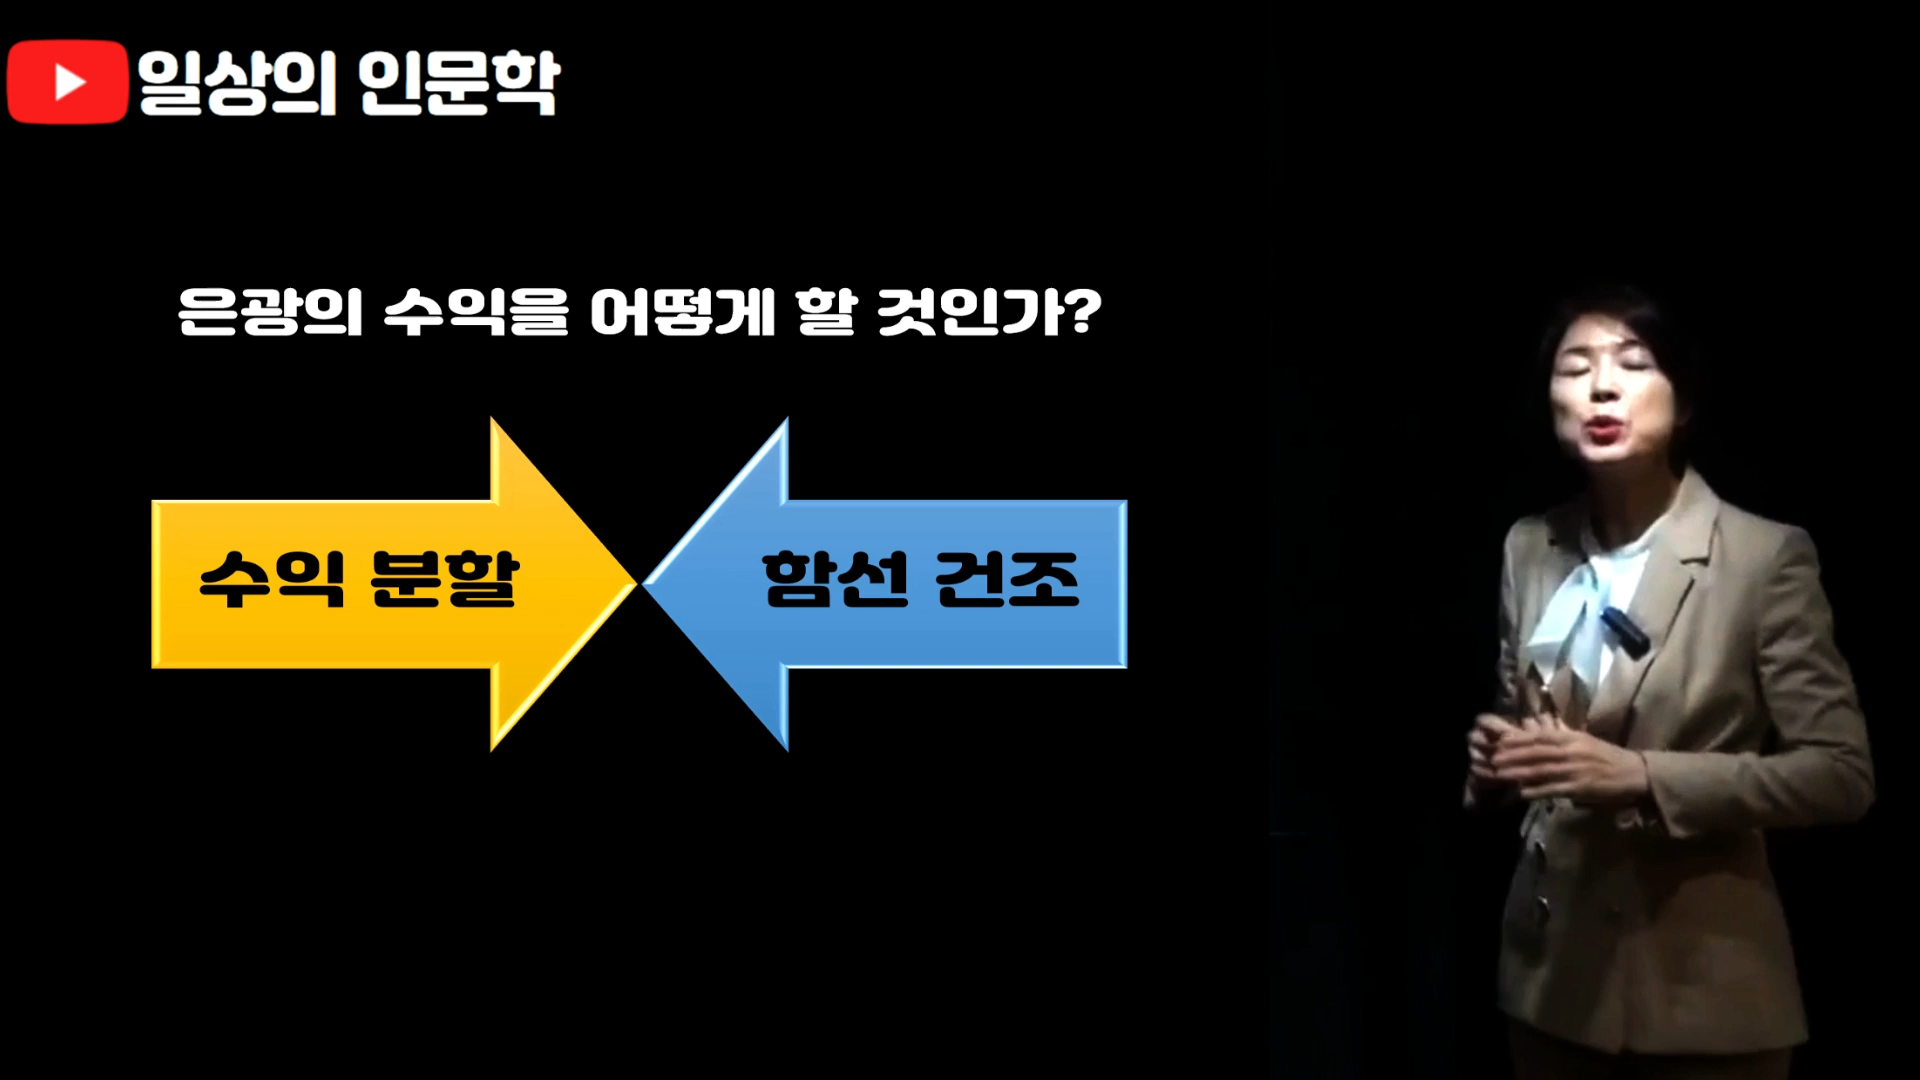 일상의 인문학
은광의 수익을 어떻게 할 것인가?
수익 분할
함선 건조